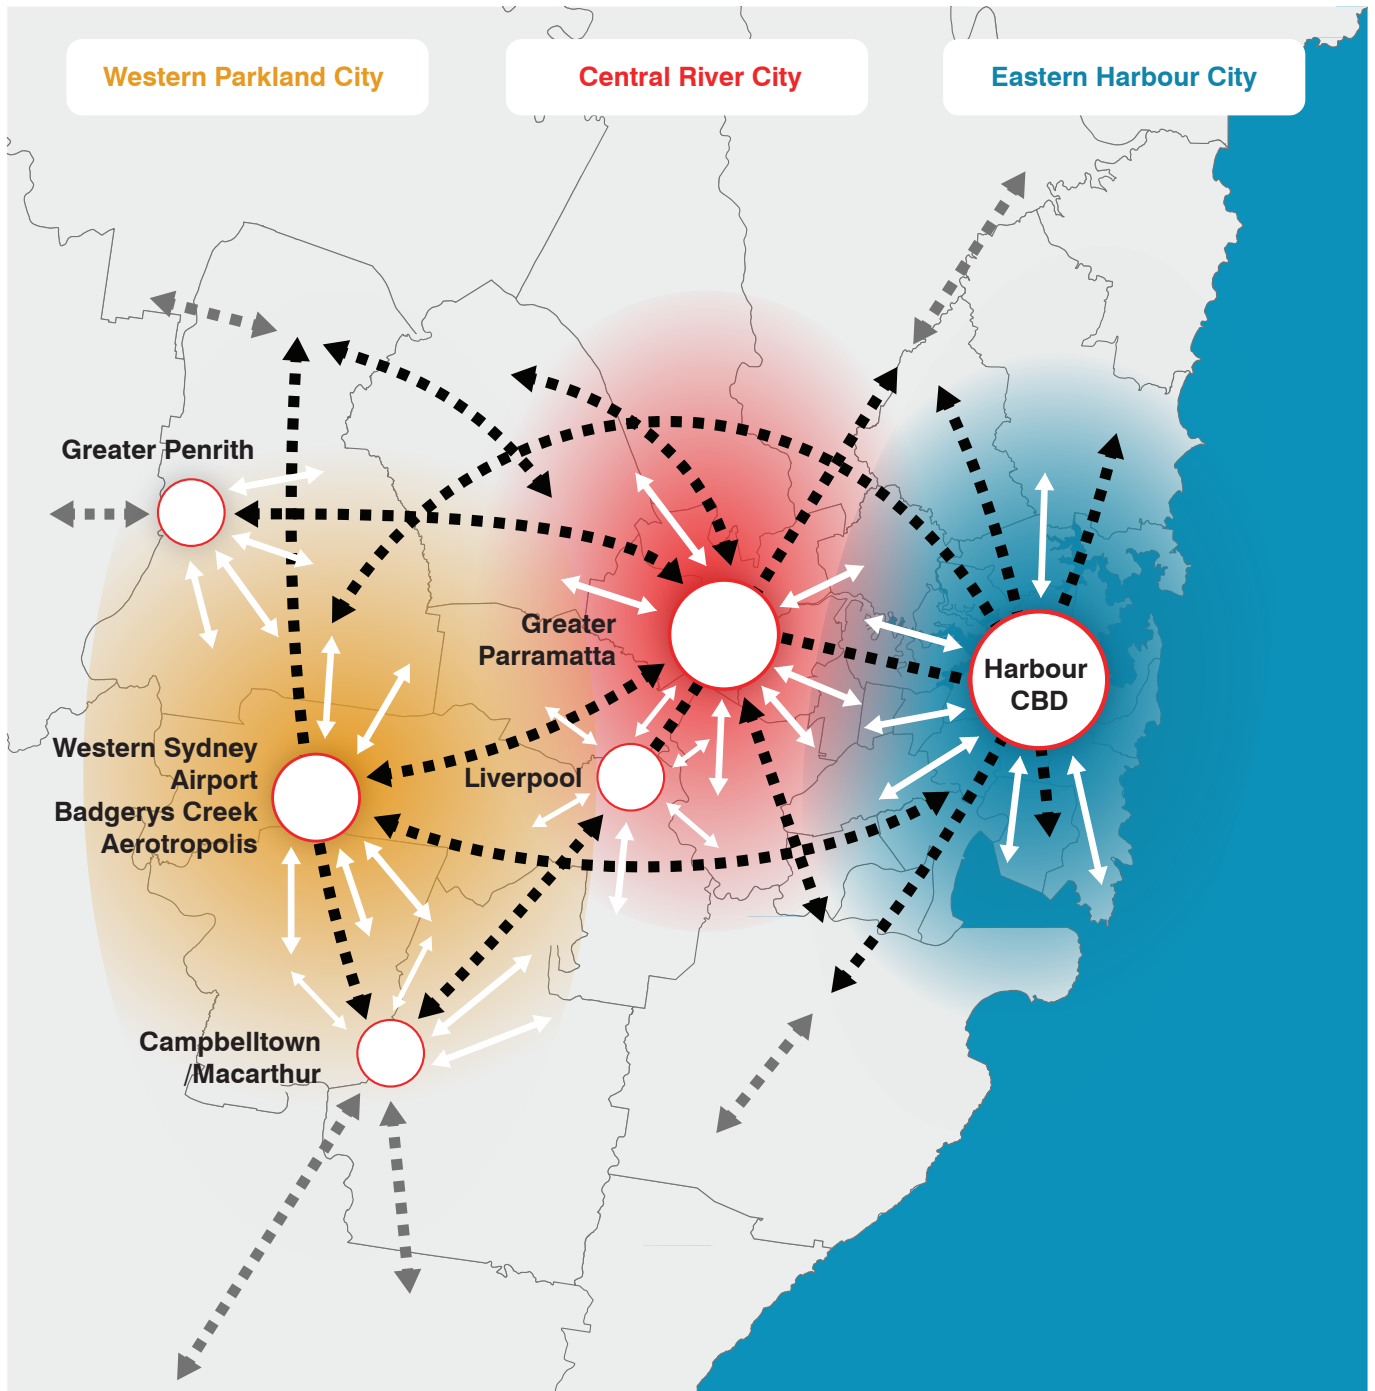 Western Parkland City
Central River City
Eastern Harbour City
Greater Penrith
Greater
Parramatta
Harbour
CBD
Western Sydney
Airport
Badgerys Creek
Aerotropolis
Liverpool
Campbelltown
/Macarthur